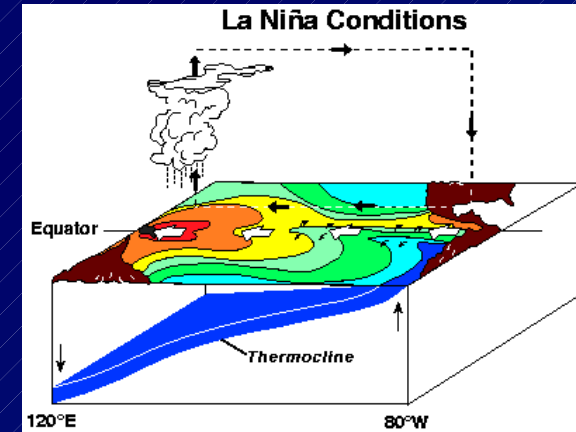 La Niña Conditions
Equator
Thermocline
120°E
80°W